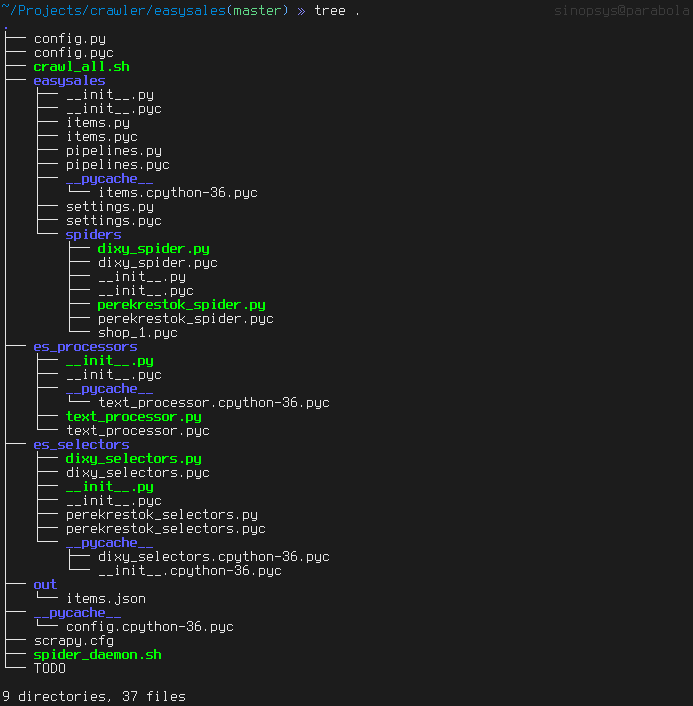 ~/Projects/crawler/easysales(master) » tree . sinopsys@parabola
.
├── config.py
├── config.pyc
├── crawl_all.sh
├── easysales
│   ├── __init__.py
│   ├── __init__.pyc
│   ├── items.py
│   ├── items.pyc
│   ├── pipelines.py
│   ├── pipelines.pyc
│   ├── __pycache__
│   │   └── items.cpython-36.pyc
│   ├── settings.py
│   ├── settings.pyc
│   └── spiders
│       ├── dixy_spider.py
│       ├── dixy_spider.pyc
│       ├── __init__.py
│       ├── __init__.pyc
│       ├── perekrestok_spider.py
│       ├── perekrestok_spider.pyc
│       └── shop_1.pyc
├── es_processors
│   ├── __init__.py
│   ├── __init__.pyc
│   ├── __pycache__
│   │   └── text_processor.cpython-36.pyc
│   ├── text_processor.py
│   └── text_processor.pyc
├── es_selectors
│   ├── dixy_selectors.py
│   ├── dixy_selectors.pyc
│   ├── __init__.py
│   ├── __init__.pyc
│   ├── perekrestok_selectors.py
│   ├── perekrestok_selectors.pyc
│   └── __pycache__
│       ├── dixy_selectors.cpython-36.pyc
│       └── __init__.cpython-36.pyc
├── out
│   └── items.json
├── __pycache__
│   └── config.cpython-36.pyc
├── scrapy.cfg
├── spider_daemon.sh
└── TODO
9 directories, 37 files